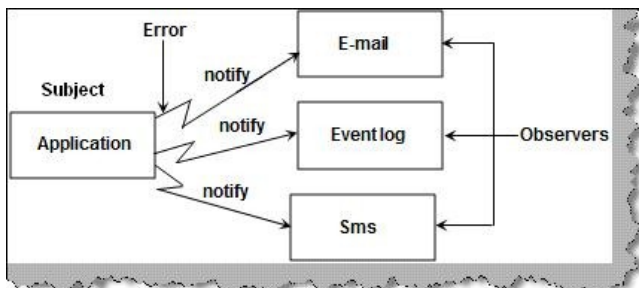 Error
E-mail
notify
Subject
notify
Application
Event log
Observers
notify
Sms